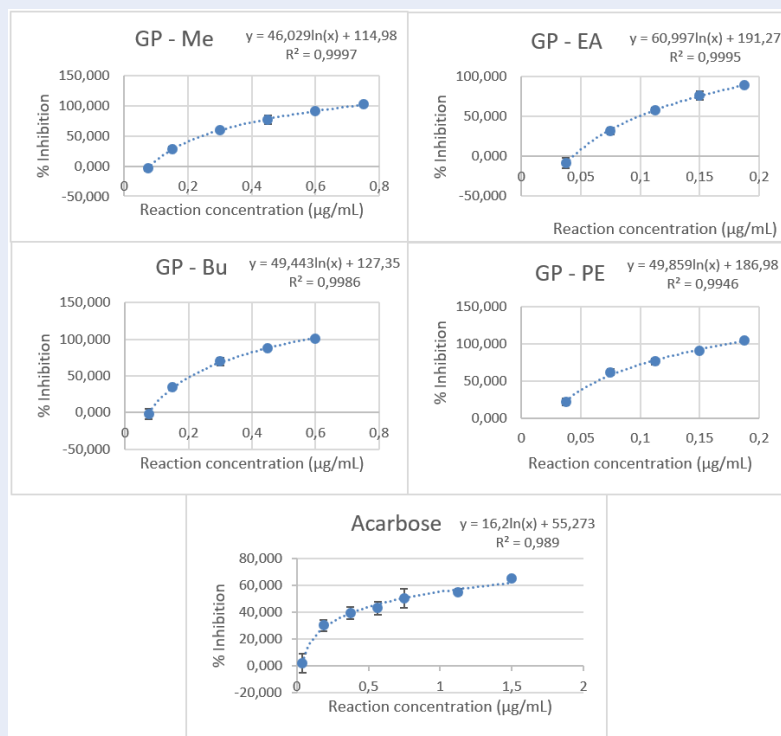 GP - Me
y = 46,029ln(x) + 114,98
R² = 0,9997
150,000
100,000
50,000
0,000
-50,000
0 0,2 0,4 0,6 0,8
% Inhibition
Reaction concentration (µg/mL)
GP - EA
y = 60,997ln(x) + 191,27
R² = 0,9995
100,000
50,000
0,000
-50,000
0 0,05 0,1 0,15 0,2
% Inhibition
Reaction concentration (µg/mL)
GP - Bu
y = 49,443ln(x) + 127,35
R² = 0,9986
150,000
100,000
50,000
0,000
-50,000
0 0,2 0,4 0,6 0,8
% Inhibition
Reaction concentration (µg/mL)
GP - PE
y = 49,859ln(x) + 186,98
R² = 0,9946
150,000
100,000
50,000
0,000
0 0,05 0,1 0,15 0,2
% Inhibition
Reaction concentration (µg/mL)
Acarbose
y = 16,2ln(x) + 55,273
R² = 0,989
80,000
60,000
40,000
20,000
0,000
-20,000
0 0,5 1 1,5 2
% Inhibition
Reaction concentration (µg/mL)